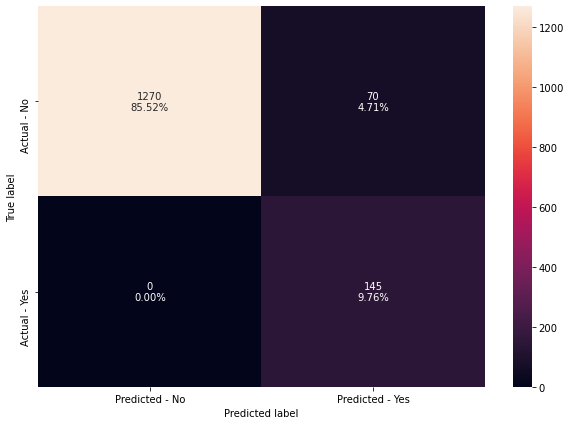 1270
85.52%
70
4.71%
0
0.00%
145
9.76%
Actual - No
Actual - Yes
True label
Predicted - No
Predicted - Yes
Predicted label
1200
1000
800
600
400
200
0